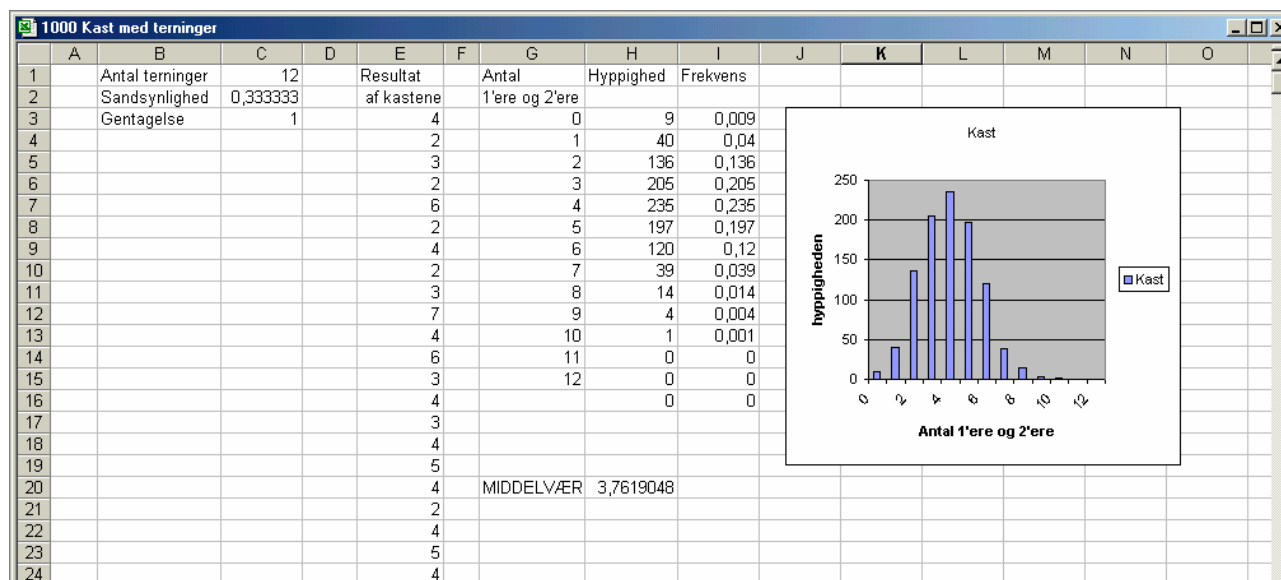 1000 Kast med terninger
A B C D E F G H I J K L M N O
1 Antal terninger 12 Resultat Antal Hyppighed Frekvens
2 Sandsynlighed 0,333333 af kastene 1'ere og 2'ere
3 Gentagelse 1 4 0 9 0,009
4 2 1 40 0,04
5 3 2 136 0,136
6 2 3 205 0,205
7 6 4 235 0,235
8 2 5 197 0,197
9 4 6 120 0,12
10 2 7 39 0,039
11 3 8 14 0,014
12 7 9 4 0,004
13 4 10 1 0,001
14 6 11 0 0
15 3 12 0 0
16 4 0 0
17 3
18 4
19 5
20 4 MIDDELVÆR 3,7619048
21 2
22 4
23 5
24 4
Kast
hyppigheden
250
200
150
100
50
0
0 2 4 6 8 10 12
Antal 1'ere og 2'ere
Kast